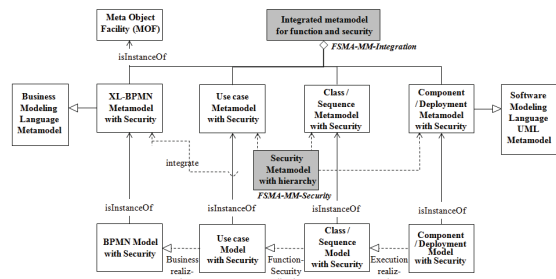 Meta Object
Facility (MOF)
Integrated metamodel
for function and security
FSMA-MM-Integration
isInstanceOf
Business
Modeling
Language
Metamodel
XL-BPMN
Metamodel
with Security
Use case
Metamodel
with Security
Class /
Sequence
Metamodel
with Security
Component
/ Deployment
Metamodel
with Security
Software
Modeling
Language
UML
Metamodel
integrate
Security
Metamodel
with hierarchy
FSMA-MM-Security
isInstanceOf
isInstanceOf
isInstanceOf
isInstanceOf
BPMN Model
with Security
Business
realiz-
Use case
Model
with Security
Function-
Security
Class /
Sequence
Model
with Security
Execution
realiz-
Component
/ Deployment
Model
with Security